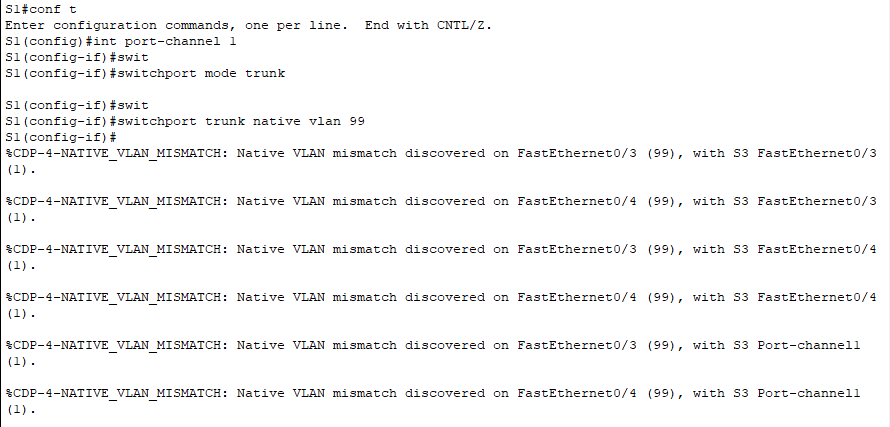 S1#conf t
Enter configuration commands, one per line.  End with CNTL/Z.
S1(config)#int port-channel 1
S1(config-if)#swit
S1(config-if)#switchport mode trunk
S1(config-if)#swit
S1(config-if)#switchport trunk native vlan 99
S1(config-if)#
%CDP-4-NATIVE_VLAN_MISMATCH: Native VLAN mismatch discovered on FastEthernet0/3 (99), with S3 FastEthernet0/3
(1).
%CDP-4-NATIVE_VLAN_MISMATCH: Native VLAN mismatch discovered on FastEthernet0/4 (99), with S3 FastEthernet0/3
(1).
%CDP-4-NATIVE_VLAN_MISMATCH: Native VLAN mismatch discovered on FastEthernet0/3 (99), with S3 FastEthernet0/4
(1).
%CDP-4-NATIVE_VLAN_MISMATCH: Native VLAN mismatch discovered on FastEthernet0/4 (99), with S3 FastEthernet0/4
(1).
%CDP-4-NATIVE_VLAN_MISMATCH: Native VLAN mismatch discovered on FastEthernet0/3 (99), with S3 Port-channel1
(1).
%CDP-4-NATIVE_VLAN_MISMATCH: Native VLAN mismatch discovered on FastEthernet0/4 (99), with S3 Port-channel1
(1).